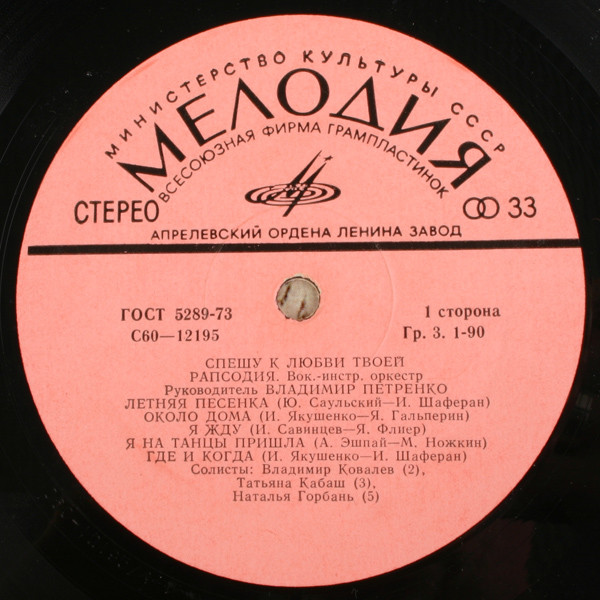 МИНИСТЕРСТВО КУЛЬТУРЫ СССР
МЕЛОДИЯ
ВСЕСОЮЗНАЯ ФИРМА ГРАМПЛАСТИНОК
СТЕРЕО
33
АПРЕЛЕВСКИЙ ОРДЕНА ЛЕНИНА ЗАВОД
ГОСТ 5289-73
1 сторона
С60—12195
Гр. 3. 1-90
СПЕШУ К ЛЮБВИ ТВОЕЙ
РАПСОДИЯ. Вок.-инстр. оркестр
Руководитель ВЛАДИМИР ПЕТРЕНКО
ЛЕТНЯЯ ПЕСЕНКА (Ю. Саульский—И. Шаферан)
ОКОЛО ДОМА (И. Якушенко—Я. Гальперин)
Я ЖДУ (И. Савинцев—Я. Флиер)
Я НА ТАНЦЫ ПРИШЛА (А. Эшпай—М. Ножкин)
ГДЕ И КОГДА (И. Якушенко—И. Шаферан)
Солисты: Владимир Ковалев (2),
Татьяна Кабаш (3),
Наталья Горбань (5)